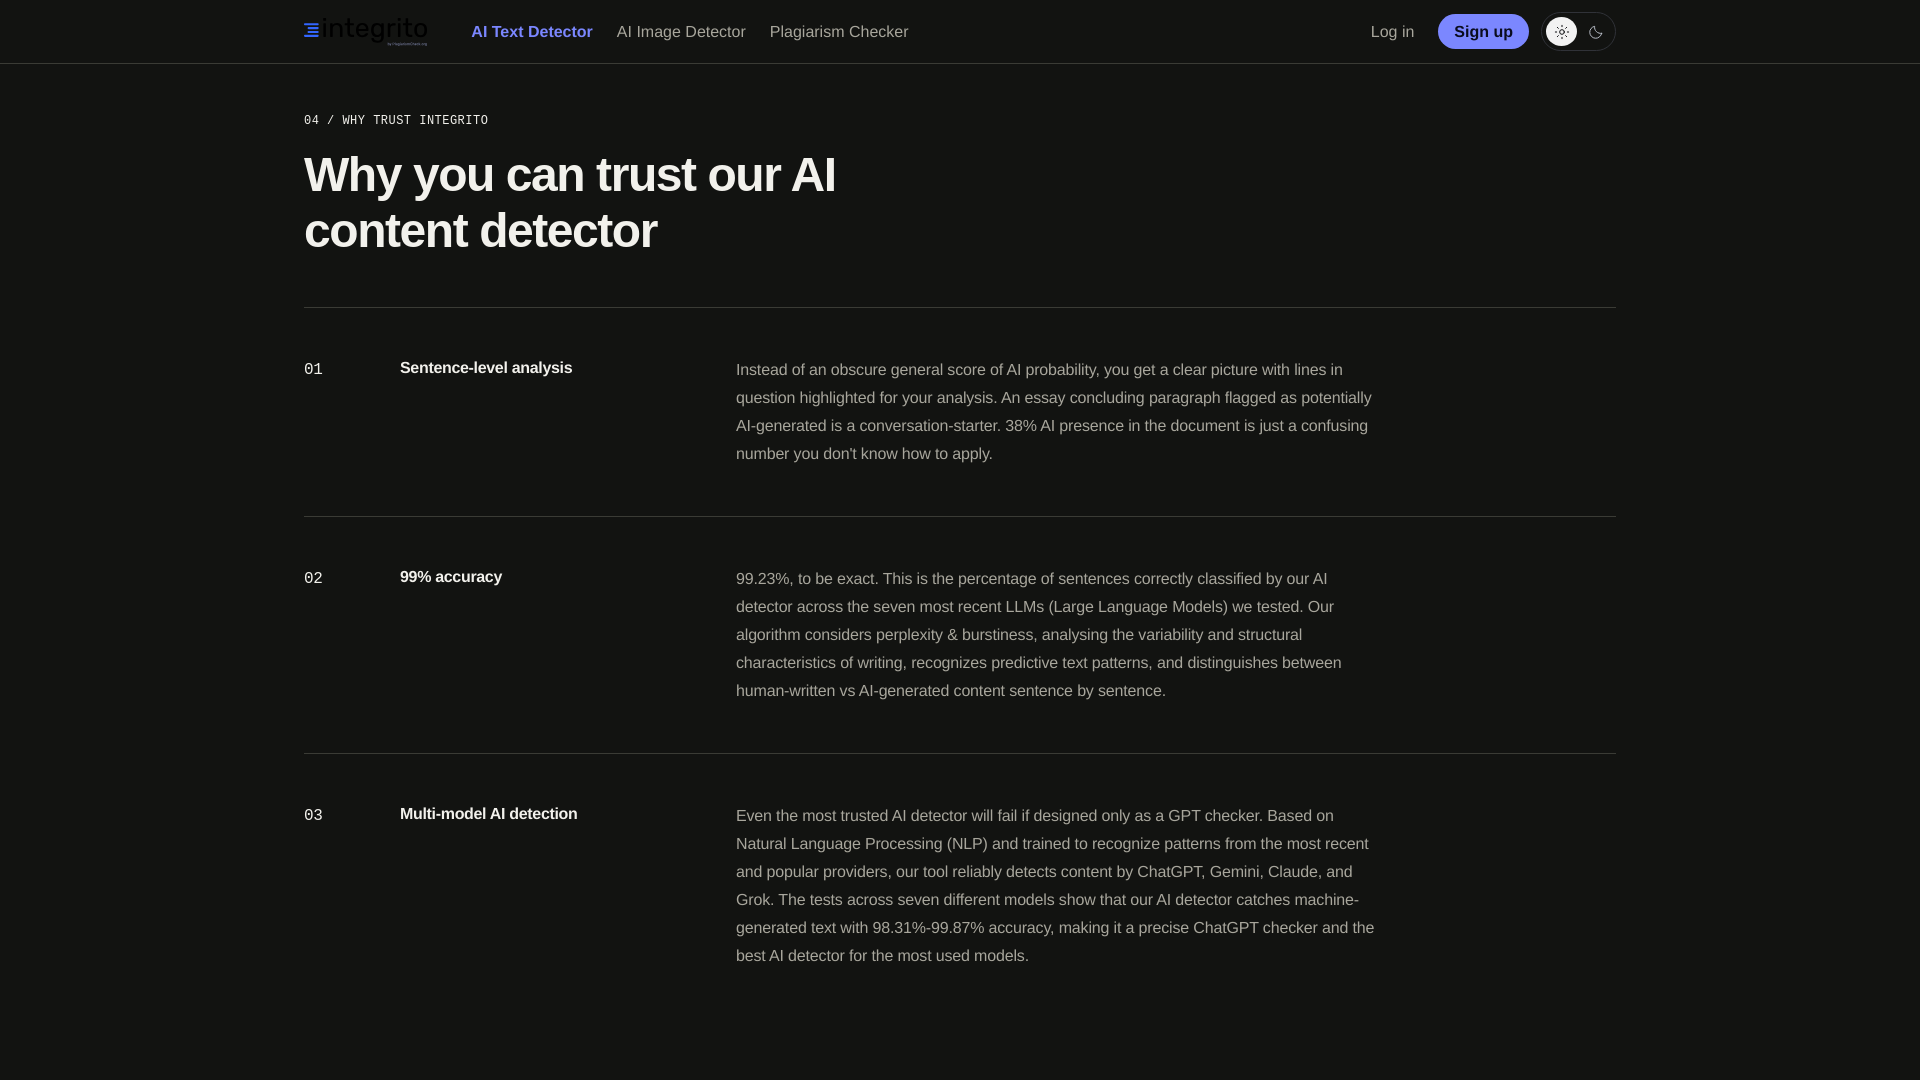 integrito
AI Text Detector
AI Image Detector
Plagiarism Checker
Log in
Sign up
04 / WHY TRUST INTEGRITO
Why you can trust our AI
content detector
01
Sentence-level analysis
Instead of an obscure general score of AI probability, you get a clear picture with lines in
question highlighted for your analysis. An essay concluding paragraph flagged as potentially
AI-generated is a conversation-starter. 38% AI presence in the document is just a confusing
number you don't know how to apply.
02
99% accuracy
99.23%, to be exact. This is the percentage of sentences correctly classified by our AI
detector across the seven most recent LLMs (Large Language Models) we tested. Our
algorithm considers perplexity & burstiness, analysing the variability and structural
characteristics of writing, recognizes predictive text patterns, and distinguishes between
human-written vs AI-generated content sentence by sentence.
03
Multi-model AI detection
Even the most trusted AI detector will fail if designed only as a GPT checker. Based on
Natural Language Processing (NLP) and trained to recognize patterns from the most recent
and popular providers, our tool reliably detects content by ChatGPT, Gemini, Claude, and
Grok. The tests across seven different models show that our AI detector catches machine-
generated text with 98.31%-99.87% accuracy, making it a precise ChatGPT checker and the
best AI detector for the most used models.